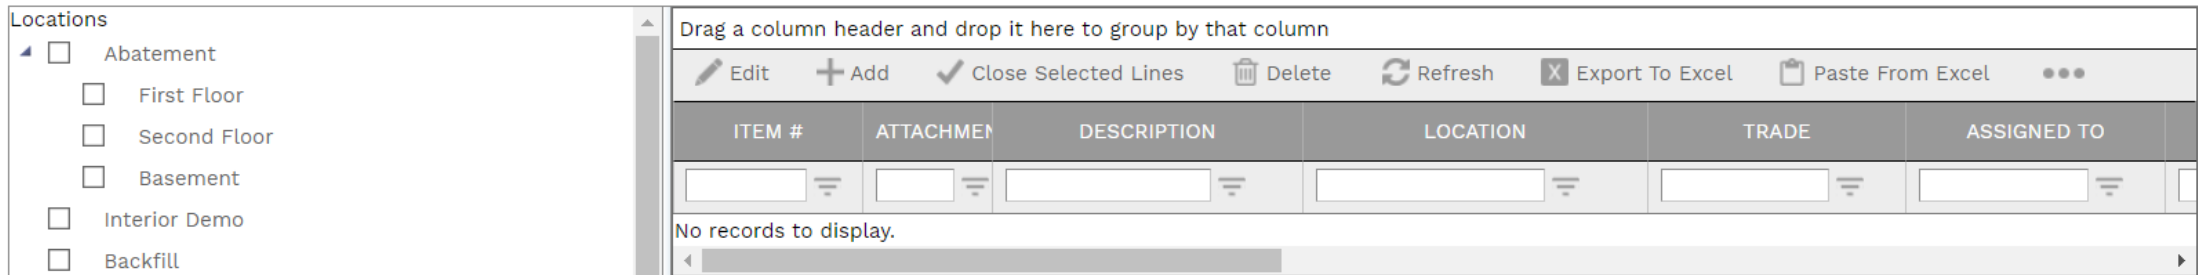 Locations
Abatement
First Floor
Second Floor
Basement
Interior Demo
Backfill
Drag a column header and drop it here to group by that column
Edit Add Close Selected Lines Delete Refresh Export To Excel Paste From Excel
ITEM # ATTACHMEN DESCRIPTION LOCATION TRADE ASSIGNED TO
No records to display.